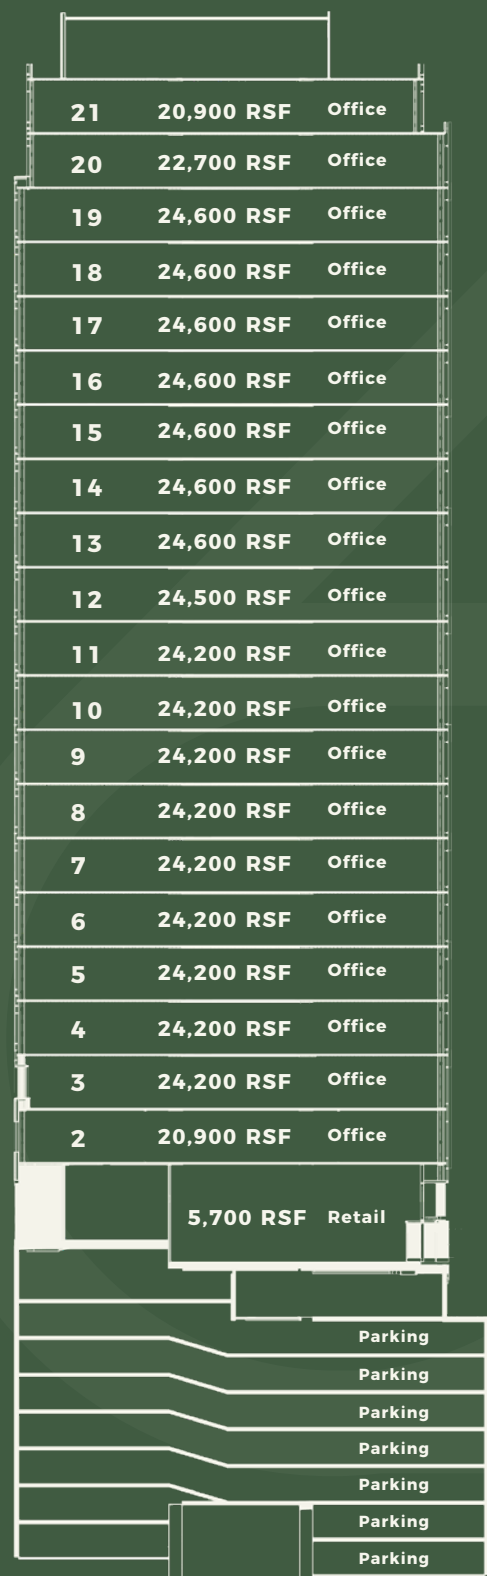 21 20,900 RSF Office
20 22,700 RSF Office
19 24,600 RSF Office
18 24,600 RSF Office
17 24,600 RSF Office
16 24,600 RSF Office
15 24,600 RSF Office
14 24,600 RSF Office
13 24,600 RSF Office
12 24,500 RSF Office
11 24,200 RSF Office
10 24,200 RSF Office
9 24,200 RSF Office
8 24,200 RSF Office
7 24,200 RSF Office
6 24,200 RSF Office
5 24,200 RSF Office
4 24,200 RSF Office
3 24,200 RSF Office
2 20,900 RSF Office
5,700 RSF Retail
Parking
Parking
Parking
Parking
Parking
Parking
Parking